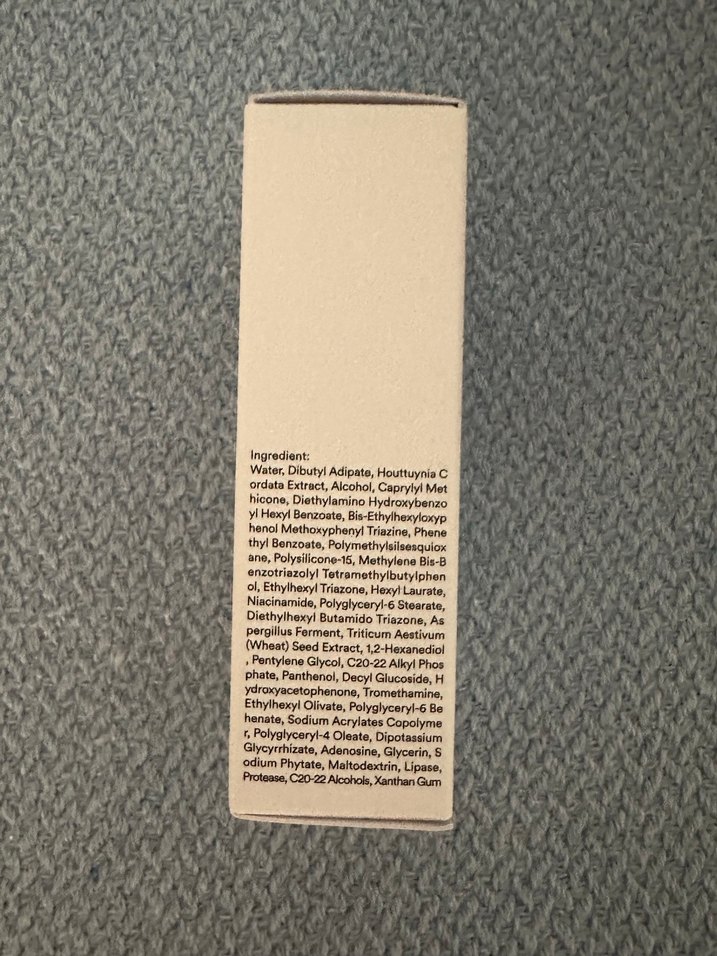 Ingredient:
Water, Dibutyl Adipate, Houttuynia C
ordata Extract, Alcohol, Caprylyl Met
hicone, Diethylamino Hydroxybenzo
yl Hexyl Benzoate, Bis-Ethylhexyloxyp
henol Methoxyphenyl Triazine, Phene
thyl Benzoate, Polymethylsilsesquiox
ane, Polysilicone-15, Methylene Bis-B
enzotriazolyl Tetramethylbutylphen
ol, Ethylhexyl Triazone, Hexyl Laurate,
Niacinamide, Polyglyceryl-6 Stearate,
Diethylhexyl Butamido Triazone, As
pergillus Ferment, Triticum Aestivum
(Wheat) Seed Extract, 1,2-Hexanediol
, Pentylene Glycol, C20-22 Alkyl Phos
phate, Panthenol, Decyl Glucoside, H
ydroxyacetophenone, Tromethamine,
Ethylhexyl Olivate, Polyglyceryl-6 Be
henate, Sodium Acrylates Copolyme
r, Polyglyceryl-4 Oleate, Dipotassium
Glycyrrhizate, Adenosine, Glycerin, S
odium Phytate, Maltodextrin, Lipase,
Protease, C20-22 Alcohols, Xanthan Gum